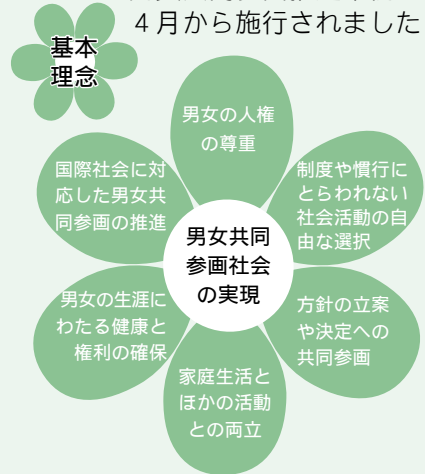 4月から施行されました
基本
理念
男女の人権
の尊重
制度や慣行に
とらわれない
社会活動の自
由な選択
方針の立案
や決定への
共同参画
家庭生活と
ほかの活動
との両立
男女の生涯に
わたる健康と
権利の確保
国際社会に対
応した男女共
同参画の推進
男女共同
参画社会
の実現